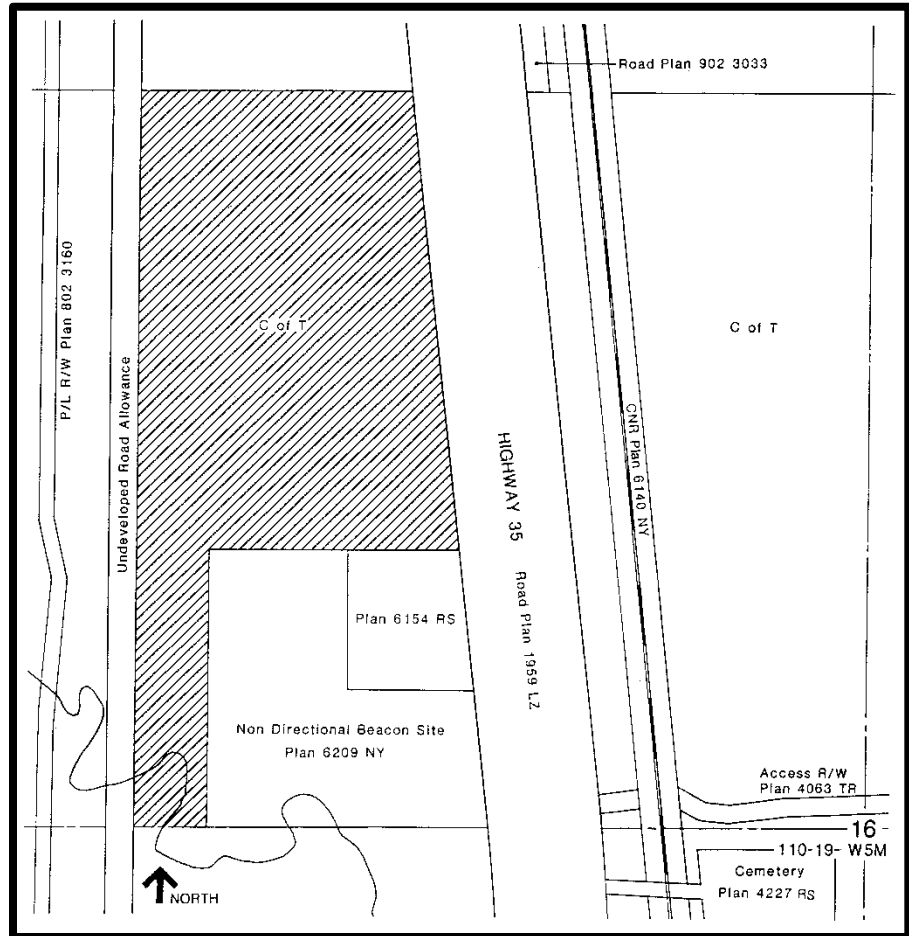 Road Plan 902 3033
P/L R/W Plan 802 3160
Undeveloped Road Allowance
C of T
C of T
HIGHWAY 35
Road Plan 1959 LZ
CNR Plan 6140 NY
Plan 6154 RS
Non Directional Beacon Site
Plan 6209 NY
Access R/W
Plan 4063 TR
16
110-19- W5M
Cemetery
Plan 4227 RS
NORTH